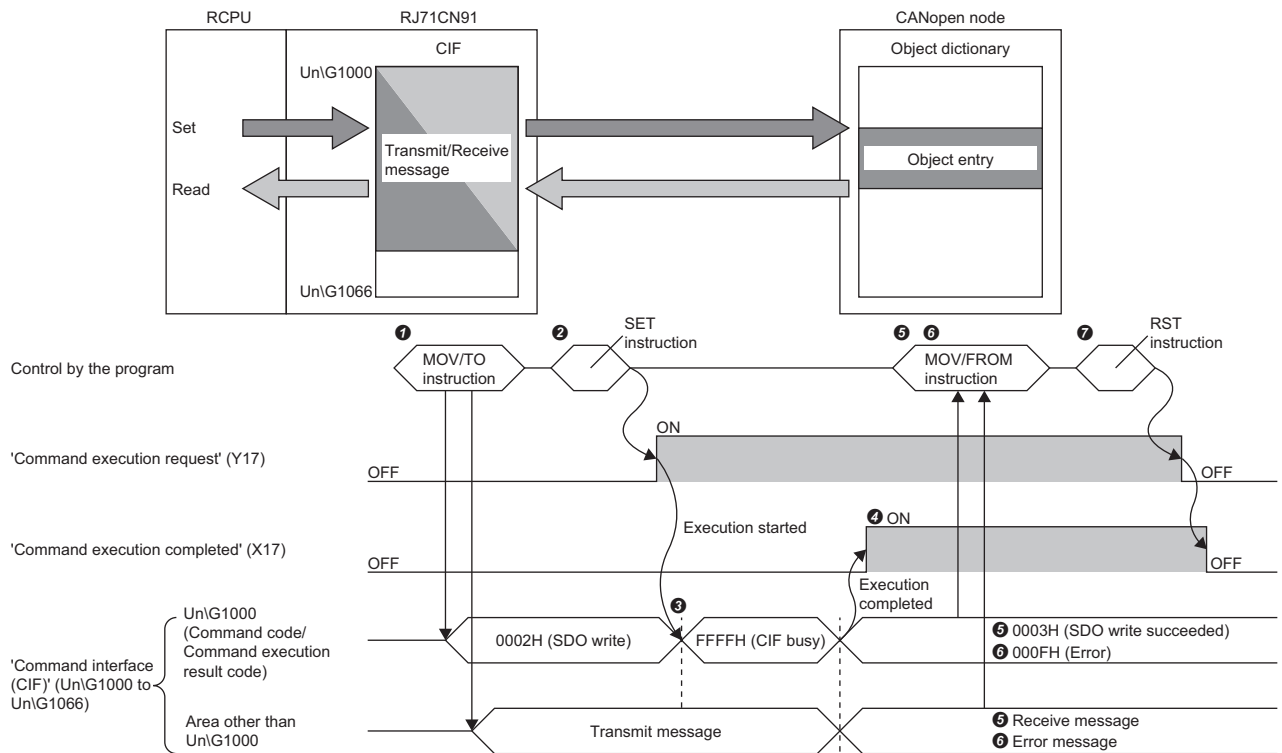 RCPU
RJ71CN91
CANopen node
CIF
Object dictionary
Un\G1000
Set
Transmit/Receive
message
Object entry
Read
Un\G1066
❶
❷
SET
instruction
❺ ❻
❼
RST
instruction
Control by the program
MOV/TO
instruction
MOV/FROM
instruction
ON
'Command execution request' (Y17)
OFF
OFF
Execution started
❹ ON
'Command execution completed' (X17)
OFF
OFF
Execution
completed
Un\G1000
(Command code/
Command execution
result code)
❸
0002H (SDO write)
FFFFH (CIF busy)
❺ 0003H (SDO write succeeded)
❻ 000FH (Error)
'Command interface
(CIF)' (Un\G1000 to
Un\G1066)
Area other than
Un\G1000
Transmit message
❺ Receive message
❻ Error message